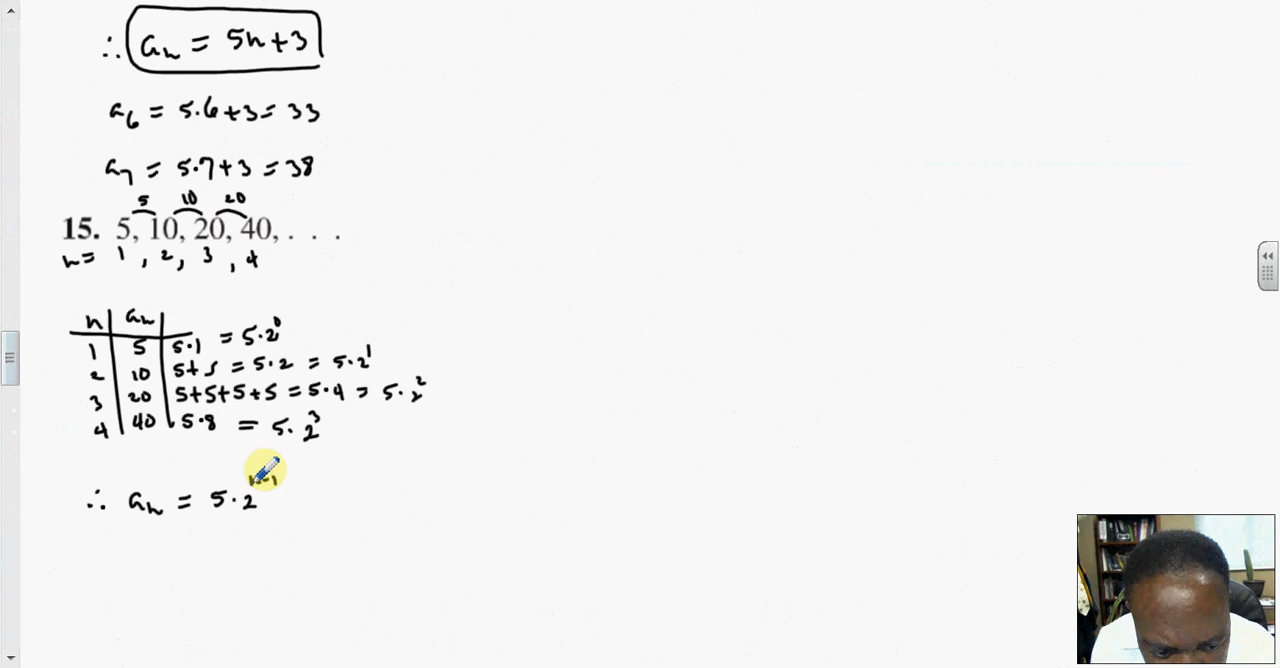 ∴ aₙ = 5n+3
a₆ = 5·6+3 = 33
a₇ = 5·7+3 = 38
5 10 20
15. 5, 10, 20, 40, . . .
n = 1, 2, 3, 4
n aₙ
1 5 5·1 = 5·2⁰
2 10 5+5 = 5·2 = 5·2¹
3 20 5+5+5+5 = 5·4 = 5·2²
4 40 5·8 = 5·2³
∴ aₙ = 5·2ⁿ⁻¹